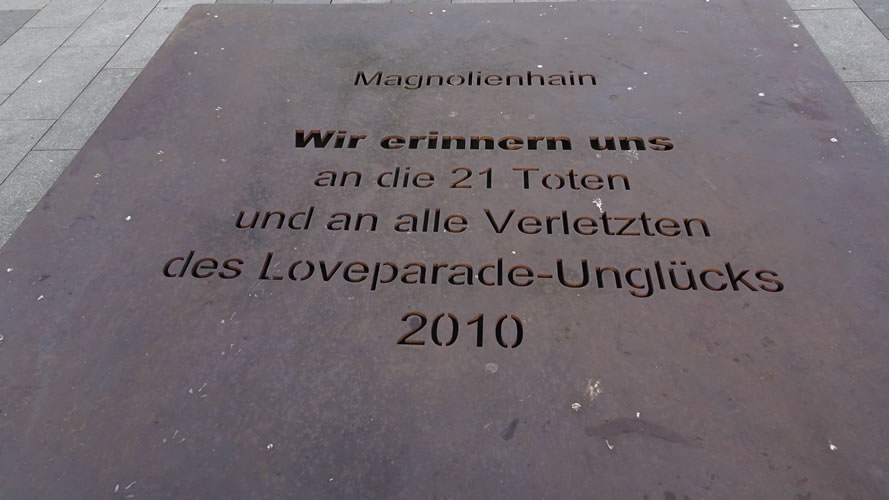 Magnolienhain
Wir erinnern uns
an die 21 Toten
und an alle Verletzten
des Loveparade-Unglücks
2010